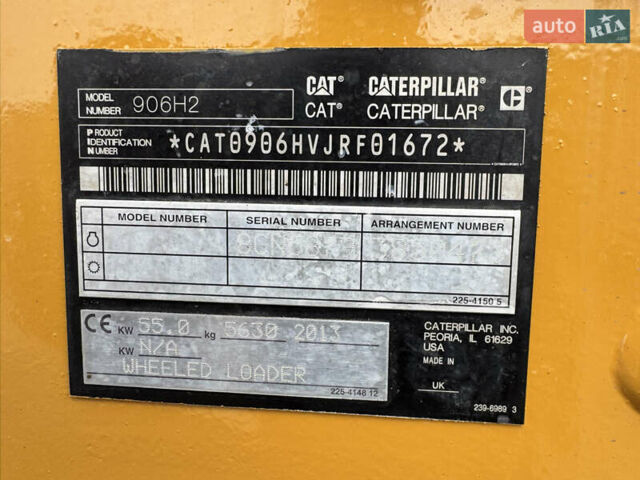 auto RIA.com
CAT® CATERPILLAR®
MODEL NUMBER 906H2
CAT® CATERPILLAR®
PRODUCT IDENTIFICATION NUMBER *CAT0906HVJRF01672*
MODEL NUMBER SERIAL NUMBER ARRANGEMENT NUMBER
225-4150 5
CE KW 55.0 kg 5630 2013
KW N/A
WHEELED LOADER
225-4148 12
CATERPILLAR INC.
PEORIA, IL 61629
USA
MADE IN
UK
239-6989 3